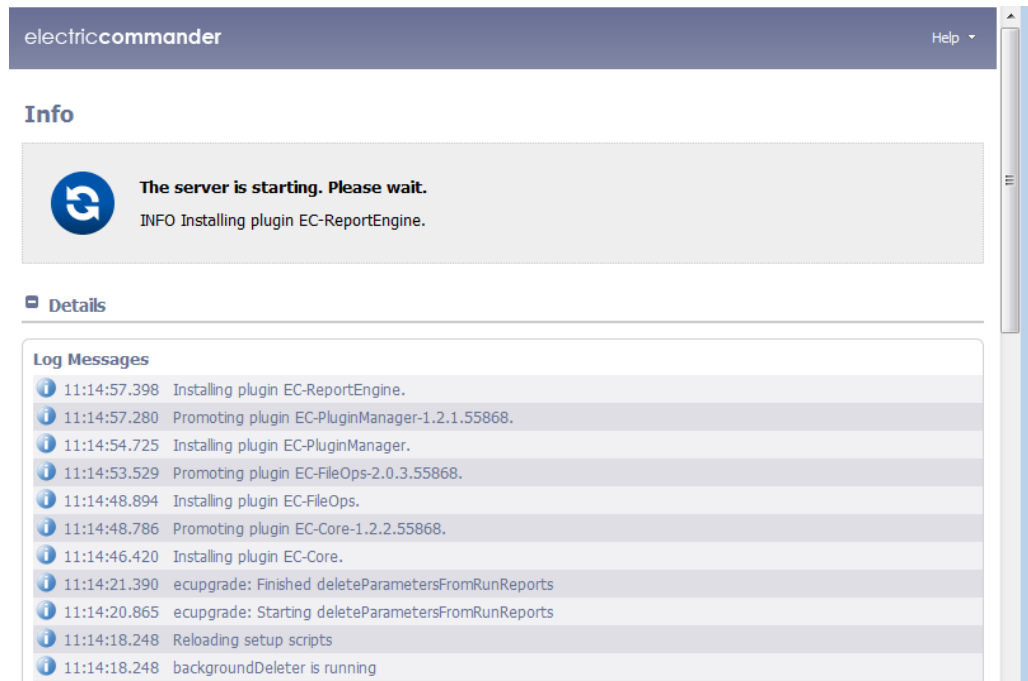 electriccommander
Help
Info
The server is starting. Please wait.
INFO Installing plugin EC-ReportEngine.
Details
Log Messages
11:14:57.398 Installing plugin EC-ReportEngine.
11:14:57.280 Promoting plugin EC-PluginManager-1.2.1.55868.
11:14:54.725 Installing plugin EC-PluginManager.
11:14:53.529 Promoting plugin EC-FileOps-2.0.3.55868.
11:14:48.894 Installing plugin EC-FileOps.
11:14:48.786 Promoting plugin EC-Core-1.2.2.55868.
11:14:46.420 Installing plugin EC-Core.
11:14:21.390 ecupgrade: Finished deleteParametersFromRunReports
11:14:20.865 ecupgrade: Starting deleteParametersFromRunReports
11:14:18.248 Reloading setup scripts
11:14:18.248 backgroundDeleter is running